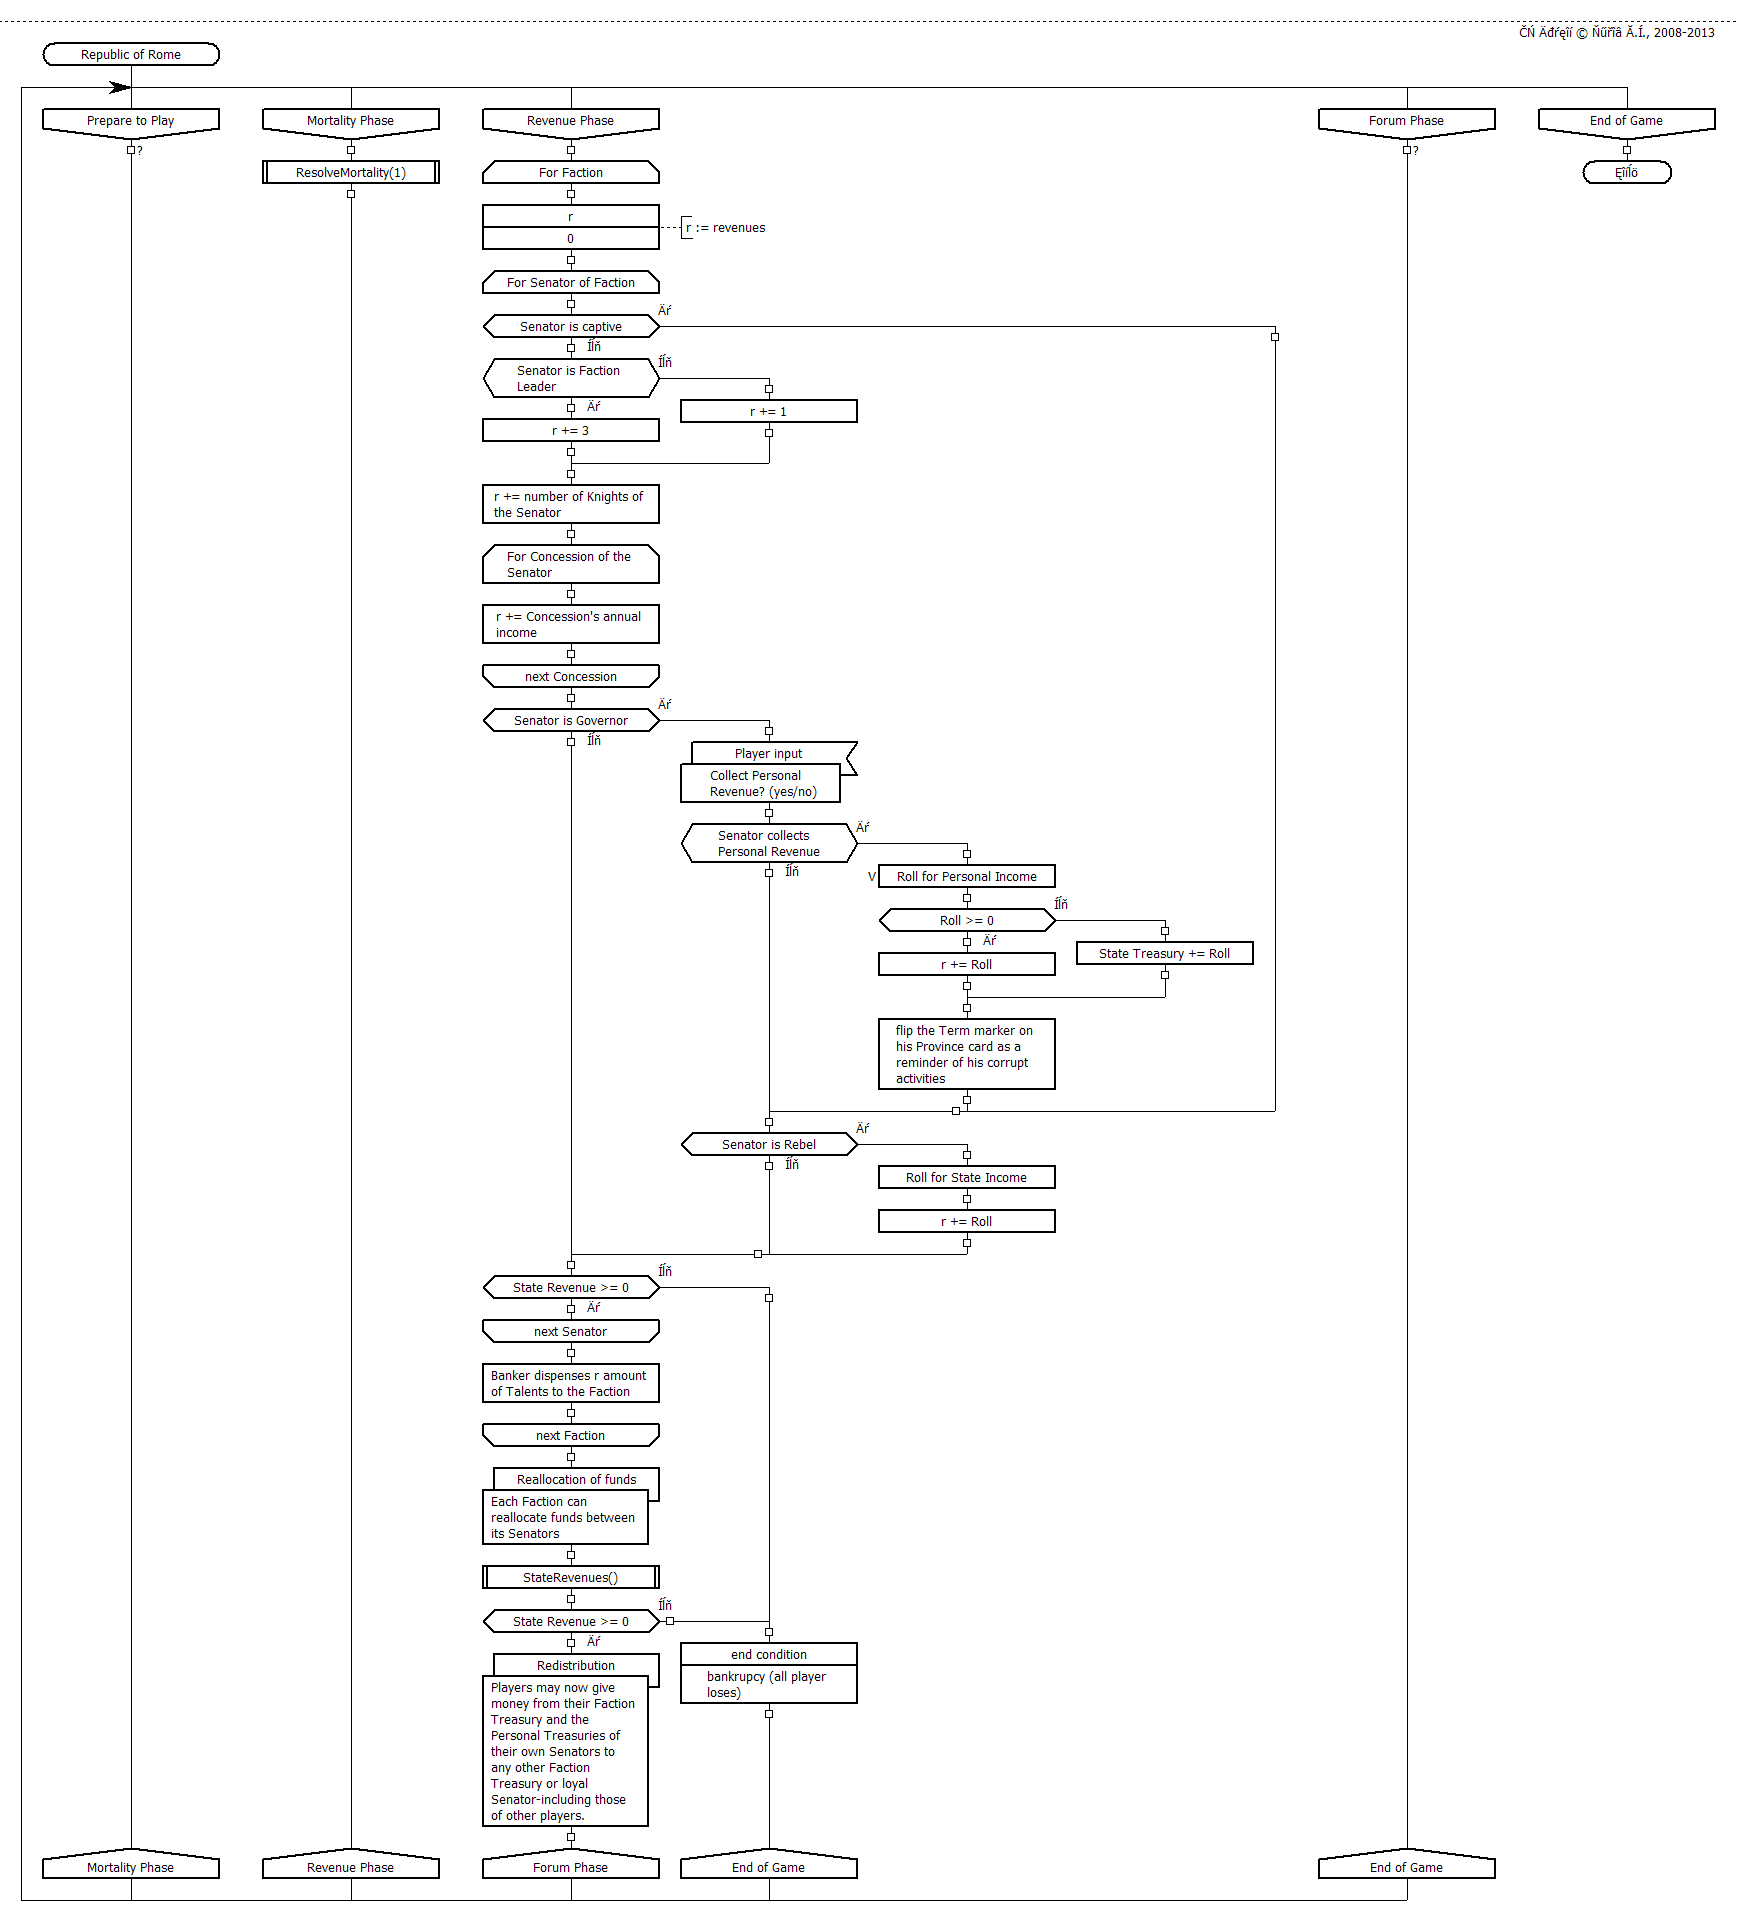 ČŃ Äđŕęîí © Ňűřîâ Ă.Í., 2008-2013
Republic of Rome
Prepare to Play
Mortality Phase
Revenue Phase
Forum Phase
End of Game
?
?
ResolveMortality(1)
For Faction
Ęîíĺö
r
0
r := revenues
For Senator of Faction
Äŕ
Senator is captive
Íĺň
Íĺň
Senator is Faction
Leader
Äŕ
r += 1
r += 3
r += number of Knights of
the Senator
For Concession of the
Senator
r += Concession's annual
income
next Concession
Äŕ
Senator is Governor
Íĺň
Player input
Collect Personal
Revenue? (yes/no)
Äŕ
Senator collects
Personal Revenue
Íĺň
V
Roll for Personal Income
Íĺň
Roll >= 0
Äŕ
State Treasury += Roll
r += Roll
flip the Term marker on
his Province card as a
reminder of his corrupt
activities
Äŕ
Senator is Rebel
Íĺň
Roll for State Income
r += Roll
Íĺň
State Revenue >= 0
Äŕ
next Senator
Banker dispenses r amount
of Talents to the Faction
next Faction
Reallocation of funds
Each Faction can
reallocate funds between
its Senators
StateRevenues()
Íĺň
State Revenue >= 0
Äŕ
end condition
bankrupcy (all player
loses)
Redistribution
Players may now give
money from their Faction
Treasury and the
Personal Treasuries of
their own Senators to
any other Faction
Treasury or loyal
Senator-including those
of other players.
Mortality Phase
Revenue Phase
Forum Phase
End of Game
End of Game